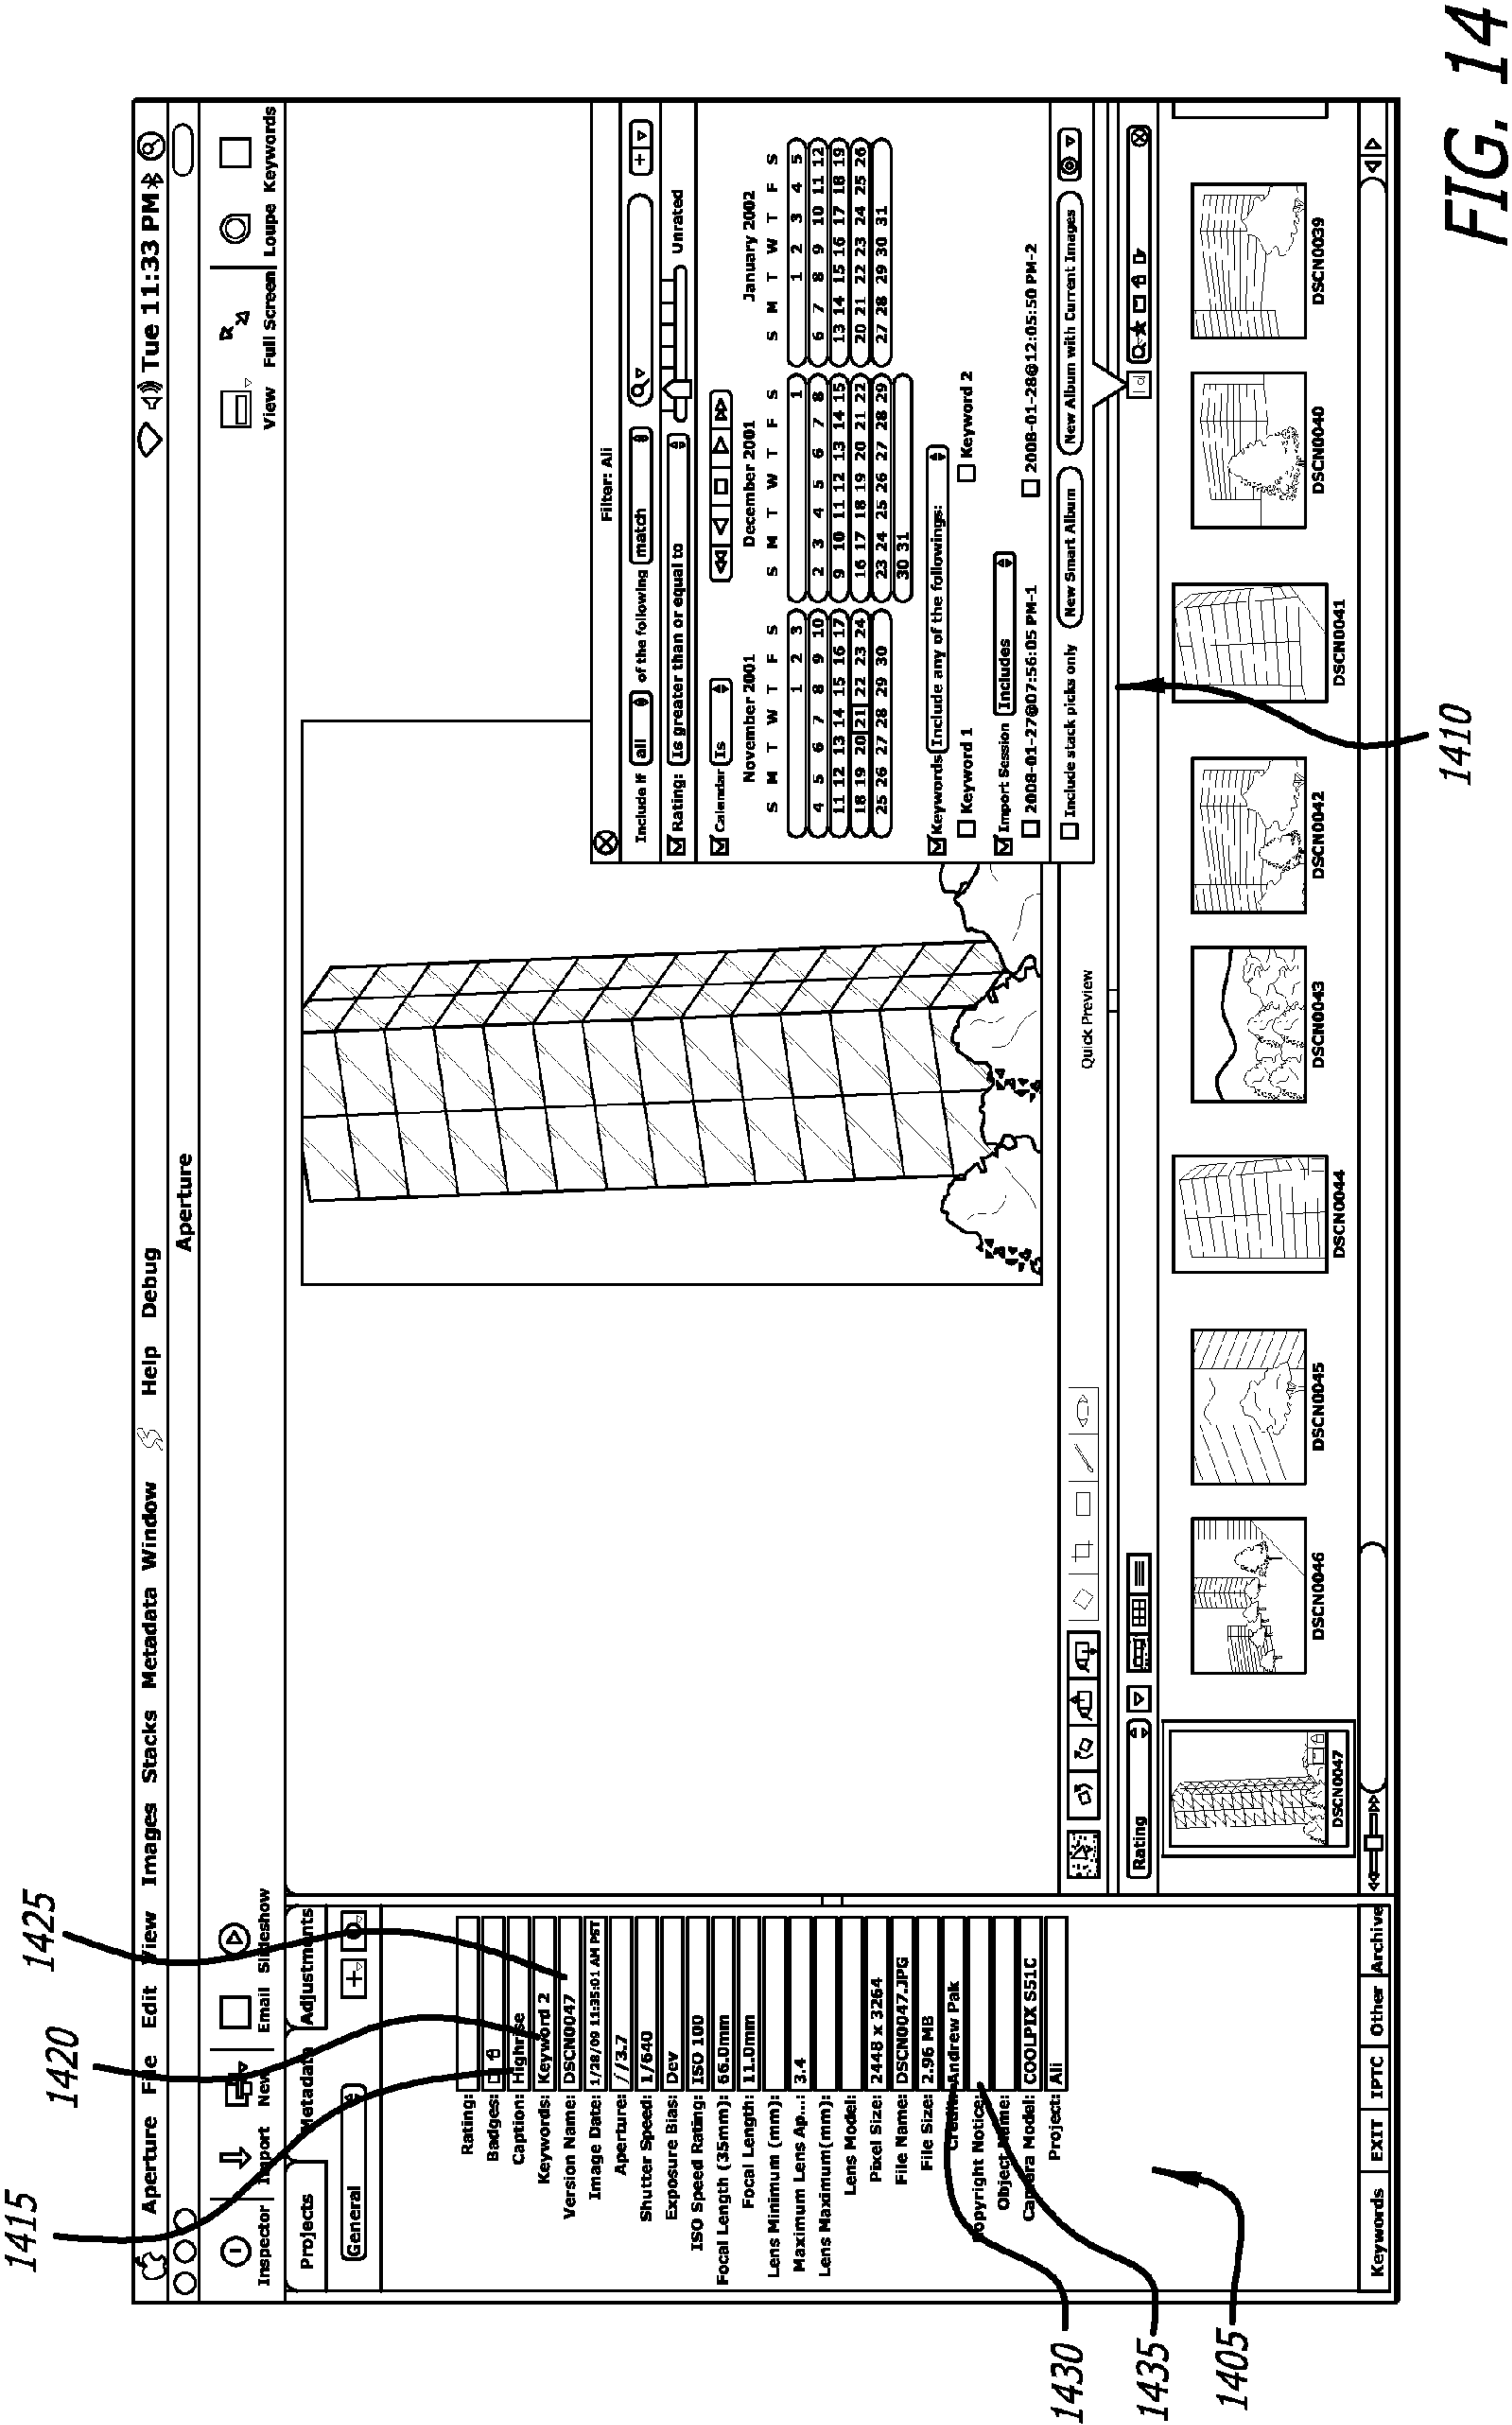 Aperture File Edit View Images Stacks Metadata Window Help Debug Tue 11:33 PM
Aperture
Inspector Import New Email Slideshow View Full Screen Loupe Keywords
Projects Metadata Adjustments
General
Rating:
Badges:
Caption: Highrise
Keywords: Keyword 2
Version Name: DSCN0047
Image Date: 1/28/09 11:35:01 AM PST
Aperture: //3.7
Shutter Speed: 1/640
Exposure Bias: Dev
ISO Speed Rating: ISO 100
Focal Length (35mm): 66.0mm
Focal Length: 11.0mm
Lens Minimum (mm):
Maximum Lens Ap...: 3.4
Lens Maximum(mm):
Lens Model:
Pixel Size: 2448 x 3264
File Name: DSCN0047.JPG
File Size: 2.96 MB
Andrew Pak
Copyright Notice:
Object Name:
Camera Model: COOLPIX S51C
Project: Ali
Keywords EXIT IPTC Other Archive
Filter: Ali
Include if all of the following match
Rating: Is greater than or equal to Unrated
Calendar Is
November 2001 December 2001 January 2002
S M T W T F S S M T W T F S S M T W T F S
1 2 3 1 1 2 3 4 5
4 5 6 7 8 9 10 2 3 4 5 6 7 8 6 7 8 9 10 11 12
11 12 13 14 15 16 17 9 10 11 12 13 14 15 13 14 15 16 17 18 19
18 19 20 21 22 23 24 16 17 18 19 20 21 22 20 21 22 23 24 25 26
25 26 27 28 29 30 23 24 25 26 27 28 29 27 28 29 30 31
30 31
Keywords Include any of the followings:
Keyword 1 Keyword 2
Import Session Includes
2008-01-27@07:56:05 PM-1 2008-01-28@12:05:50 PM-2
Include stack picks only New Smart Album New Album with Current Images
Quick Preview
Rating
DSCN0047 DSCN0046 DSCN0045 DSCN0044 DSCN0043 DSCN0042 DSCN0041 DSCN0040 DSCN0039
1415
1420
1425
1430
1435
1405
1410
FIG. 14